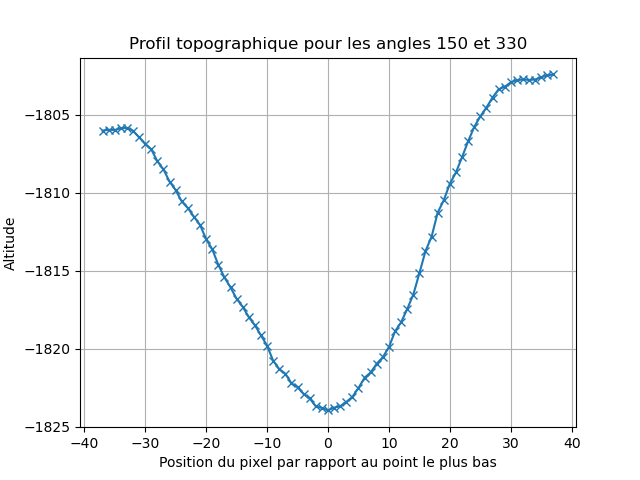 Profil topographique pour les angles 150 et 330
−1805
−1810
−1815
−1820
−1825
Altitude
−40 −30 −20 −10 0 10 20 30 40
Position du pixel par rapport au point le plus bas